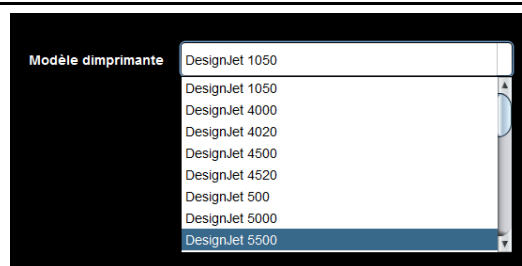 Modèle dimprimante DesignJet 1050
DesignJet 1050
DesignJet 4000
DesignJet 4020
DesignJet 4500
DesignJet 4520
DesignJet 500
DesignJet 5000
DesignJet 5500